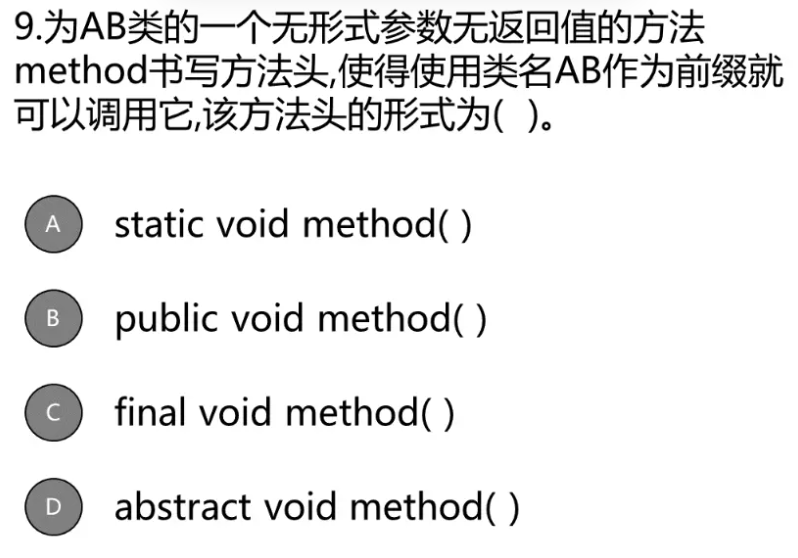 9.为AB类的一个无形式参数无返回值的方法
method书写方法头,使得使用类名AB作为前缀就
可以调用它,该方法头的形式为( )。
A static void method( )
B public void method( )
C final void method( )
D abstract void method( )